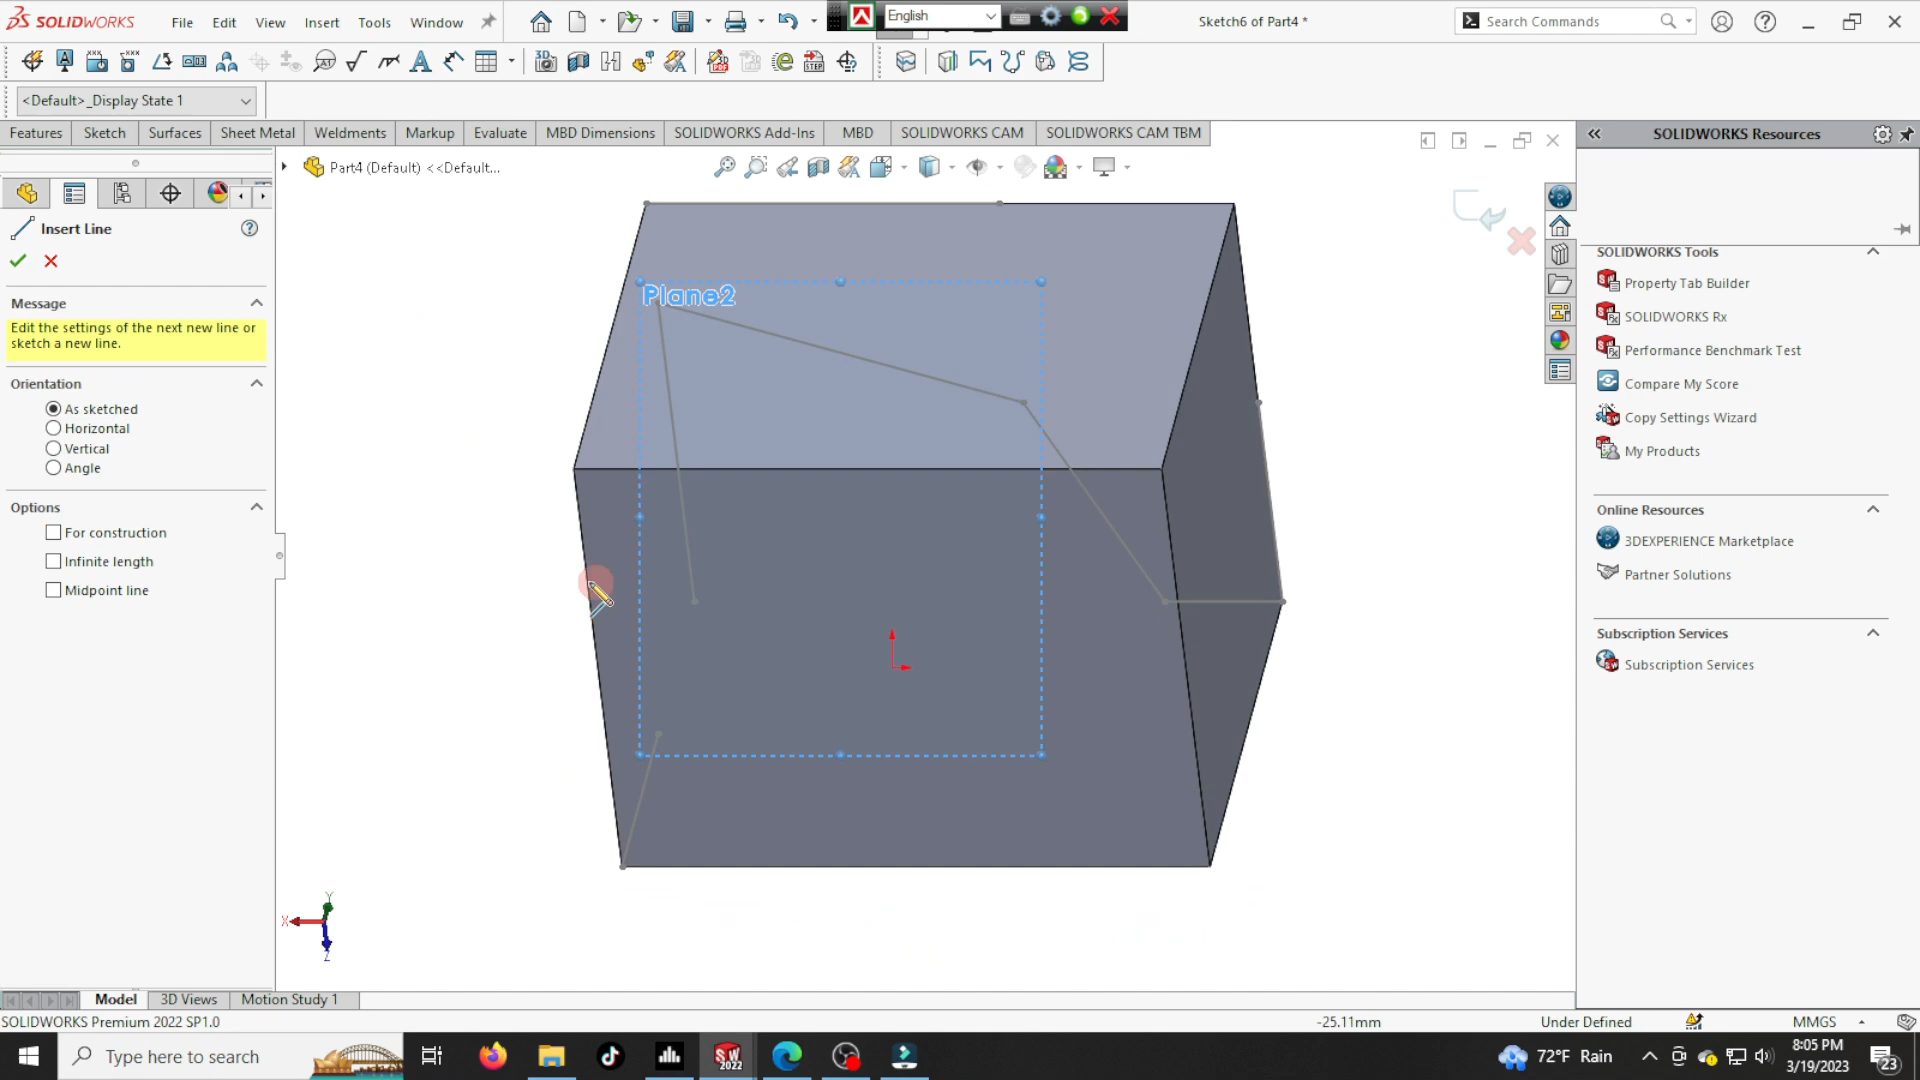 SOLIDWORKS
File
Edit
View
Insert
Tools
Window
English
Sketch6 of Part4 *
Search Commands
<Default>_Display State 1
Features
Sketch
Surfaces
Sheet Metal
Weldments
Markup
Evaluate
MBD Dimensions
SOLIDWORKS Add-Ins
MBD
SOLIDWORKS CAM
SOLIDWORKS CAM TBM
SOLIDWORKS Resources
Part4 (Default) <<Default...
Insert Line
Message
Edit the settings of the next new line or
sketch a new line.
Orientation
As sketched
Horizontal
Vertical
Angle
Options
For construction
Infinite length
Midpoint line
Plane2
SOLIDWORKS Tools
Property Tab Builder
SOLIDWORKS Rx
Performance Benchmark Test
Compare My Score
Copy Settings Wizard
My Products
Online Resources
3DEXPERIENCE Marketplace
Partner Solutions
Subscription Services
Subscription Services
Y
X
Z
Model
3D Views
Motion Study 1
SOLIDWORKS Premium 2022 SP1.0
-25.11mm
Under Defined
MMGS
Type here to search
SW
2022
72°F Rain
8:05 PM
3/19/2023
23